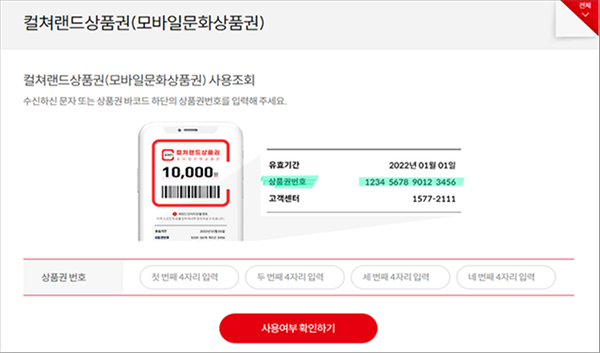 컬쳐랜드상품권(모바일문화상품권)
전체
컬쳐랜드상품권(모바일문화상품권) 사용조회
수신하신 문자 또는 상품권 바코드 하단의 상품권번호를 입력해 주세요.
컬쳐랜드상품권
10,000원
유효기간 2022년 01월 01일
상품권번호 1234 5678 9012 3456
고객센터 1577-2111
상품권 번호 첫 번째 4자리 입력 두 번째 4자리 입력 세 번째 4자리 입력 네 번째 4자리 입력
사용여부 확인하기